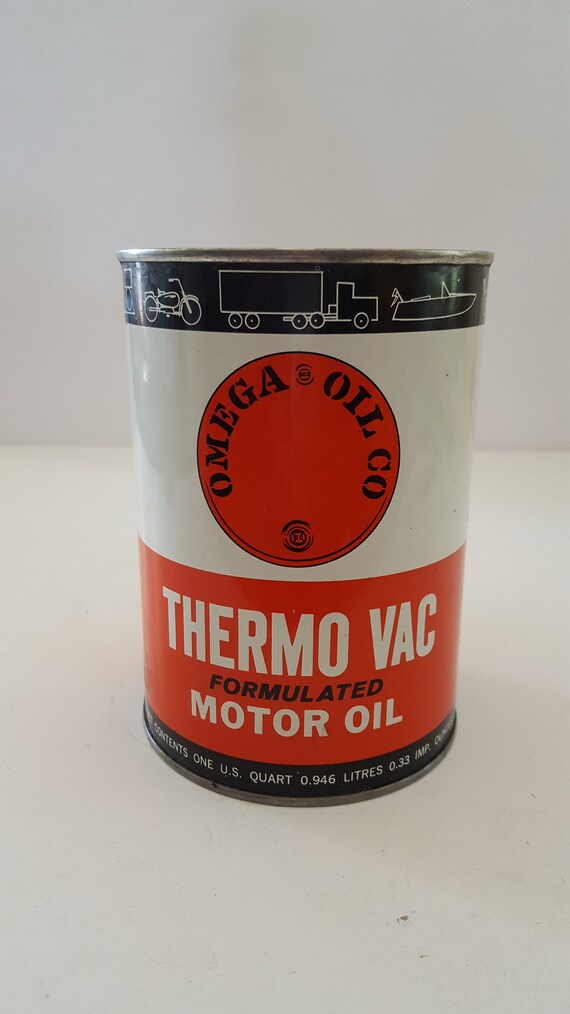 OMEGA OIL CO
THERMO VAC
FORMULATED
MOTOR OIL
CONTENTS ONE U.S. QUART 0.946 LITRES 0.33 IMP.